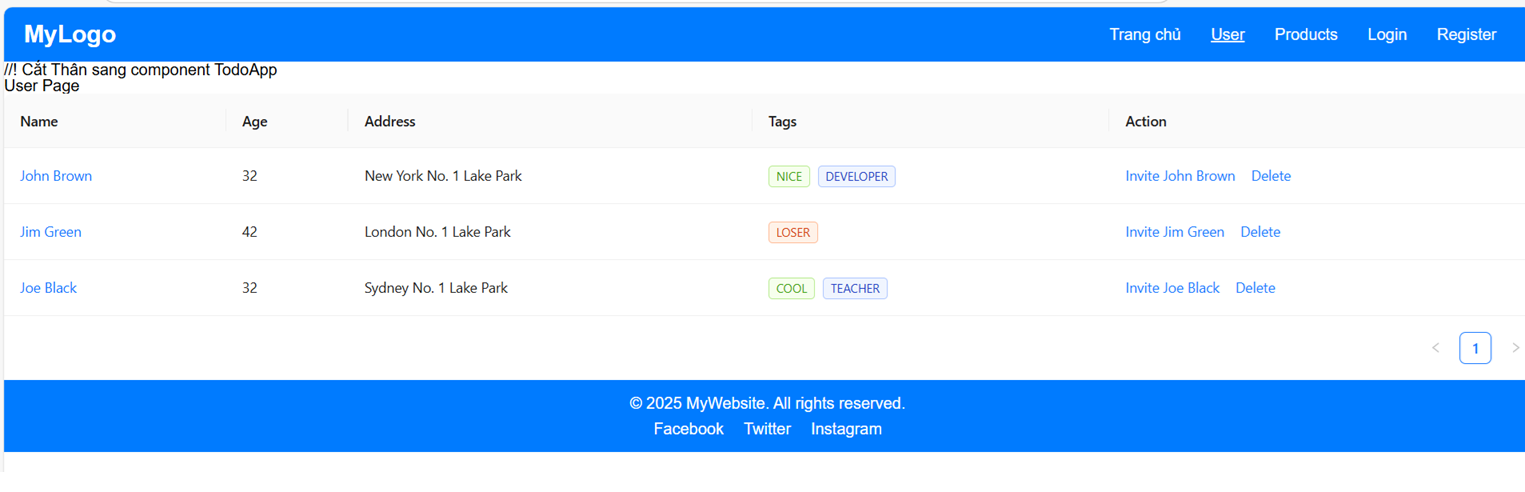 MyLogo Trang chủ User Products Login Register
//! Cắt Thân sang component TodoApp
User Page
Name Age Address Tags Action
John Brown 32 New York No. 1 Lake Park NICE DEVELOPER Invite John Brown Delete
Jim Green 42 London No. 1 Lake Park LOSER Invite Jim Green Delete
Joe Black 32 Sydney No. 1 Lake Park COOL TEACHER Invite Joe Black Delete
< 1 >
© 2025 MyWebsite. All rights reserved.
Facebook Twitter Instagram